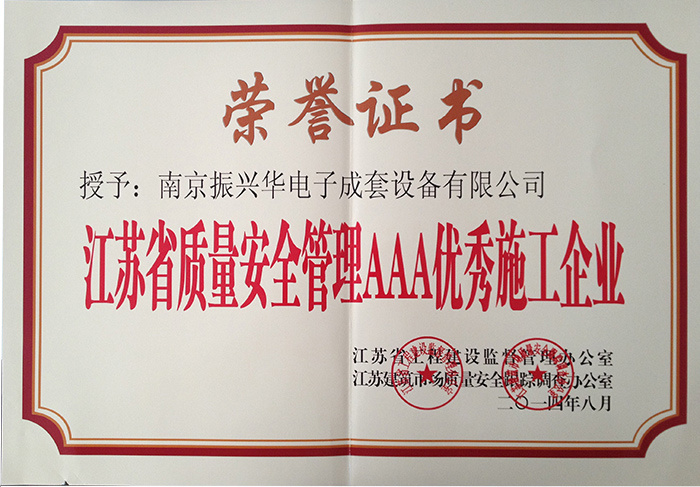 荣誉证书
授予：南京振兴华电子成套设备有限公司
江苏省质量安全管理AAA优秀施工企业
江苏省工程建设监督管理办公室
江苏建筑市场质量安全跟踪调查办公室
二〇一四年八月